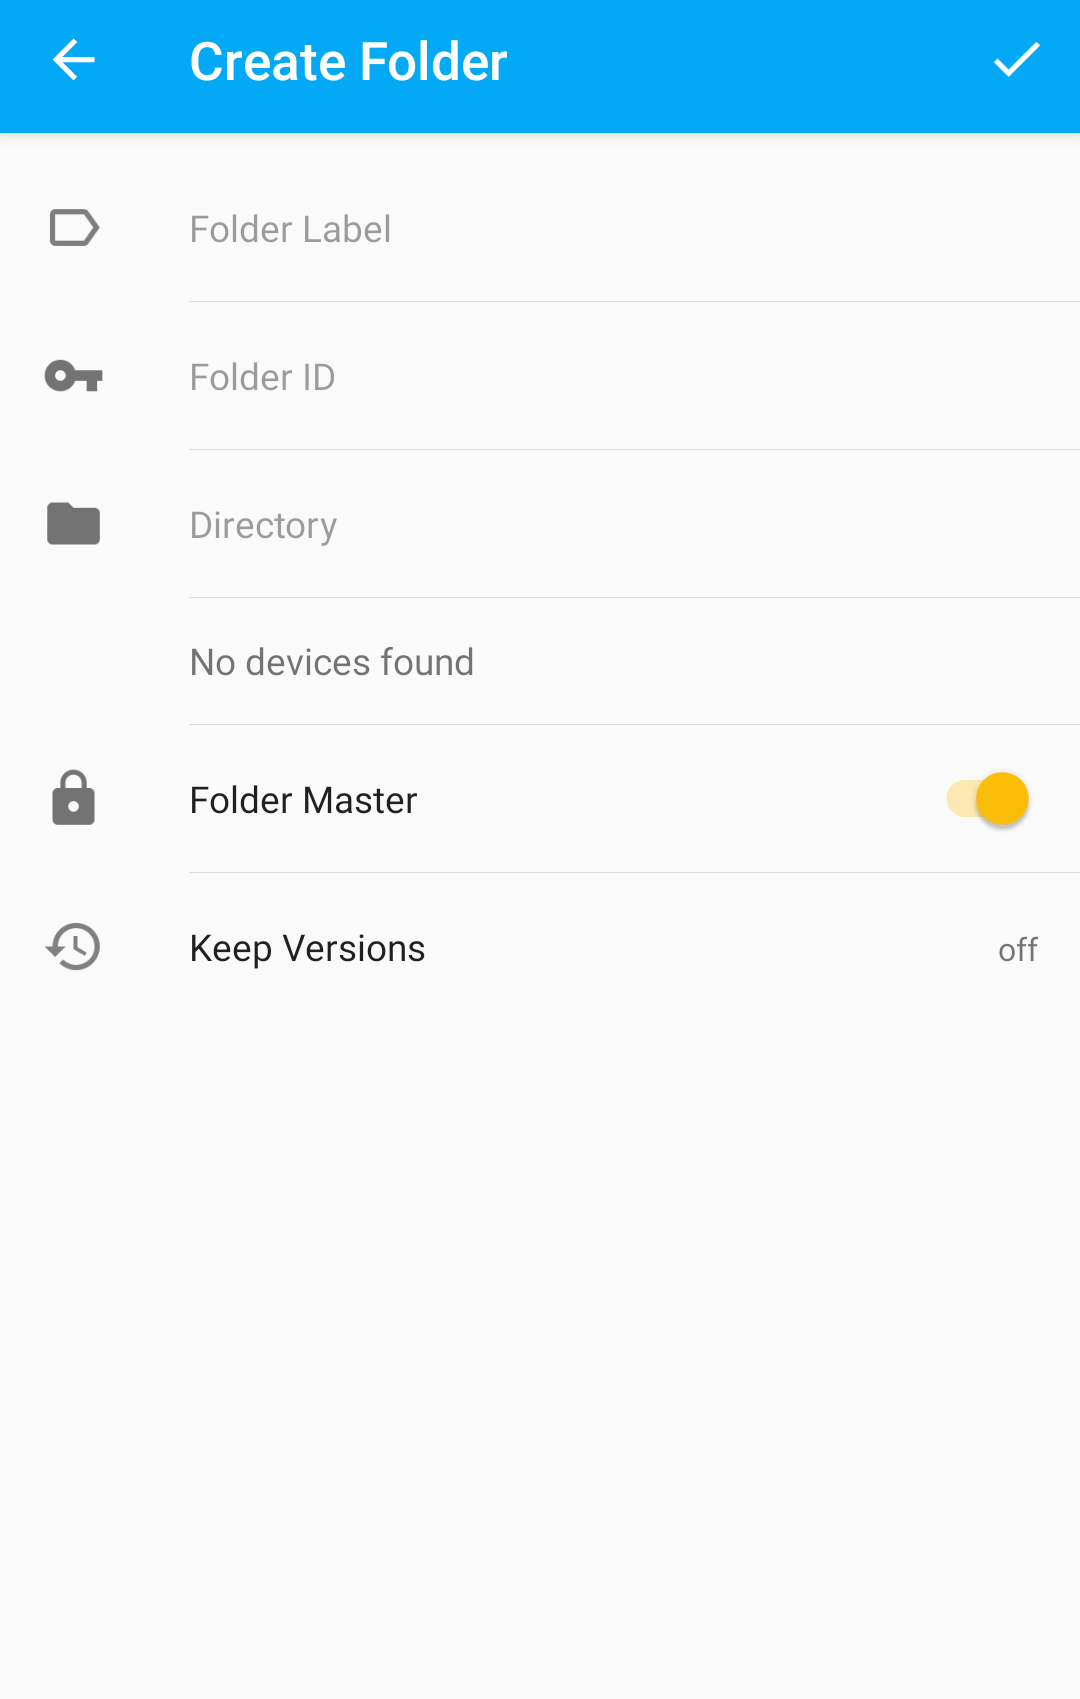 Create Folder
Folder Label
Folder ID
Directory
No devices found
Folder Master
Keep Versions off